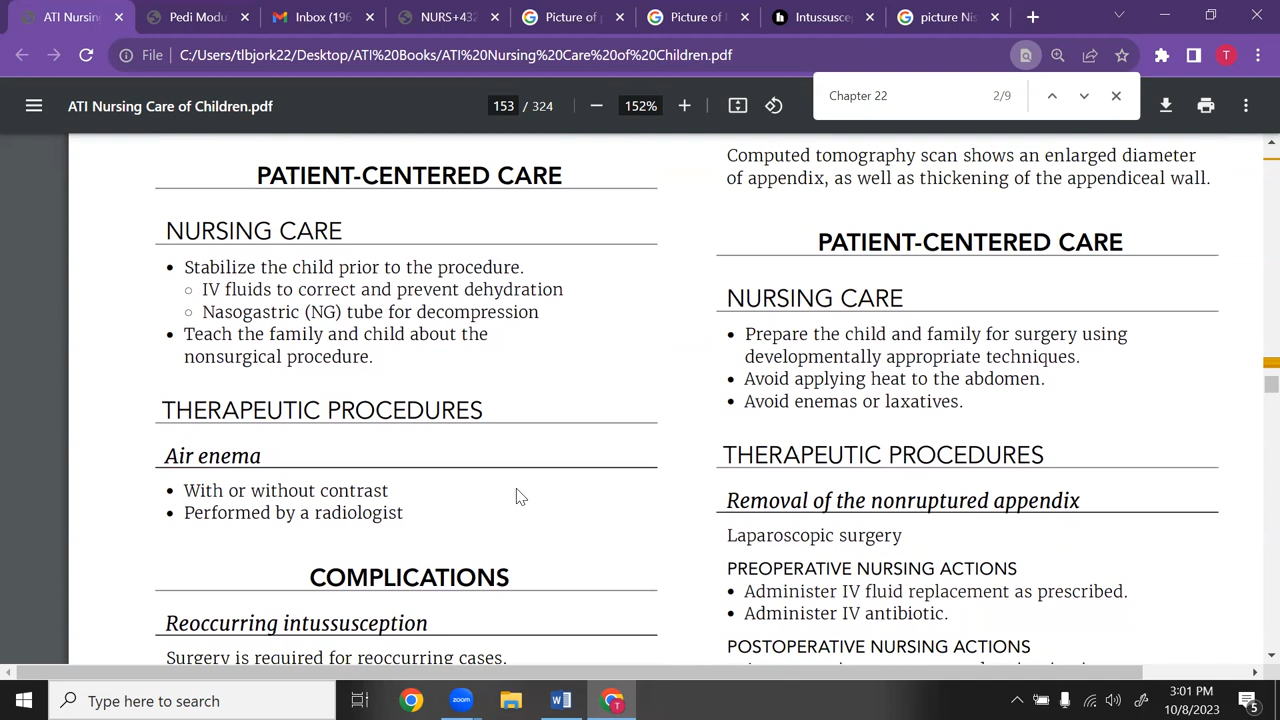 ATI Nursin
Pedi Modu
Inbox (196
NURS+432
Picture of p
Picture of
Intussusce
picture Nis
File
C:/Users/tlbjork22/Desktop/ATI%20Books/ATI%20Nursing%20Care%20of%20Children.pdf
T
ATI Nursing Care of Children.pdf
153 / 324
152%
Chapter 22
2/9
PATIENT-CENTERED CARE
NURSING CARE
• Stabilize the child prior to the procedure.
○ IV fluids to correct and prevent dehydration
○ Nasogastric (NG) tube for decompression
• Teach the family and child about the
nonsurgical procedure.
THERAPEUTIC PROCEDURES
Air enema
• With or without contrast
• Performed by a radiologist
COMPLICATIONS
Reoccurring intussusception
Surgery is required for reoccurring cases.
Computed tomography scan shows an enlarged diameter
of appendix, as well as thickening of the appendiceal wall.
PATIENT-CENTERED CARE
NURSING CARE
• Prepare the child and family for surgery using
developmentally appropriate techniques.
• Avoid applying heat to the abdomen.
• Avoid enemas or laxatives.
THERAPEUTIC PROCEDURES
Removal of the nonruptured appendix
Laparoscopic surgery
PREOPERATIVE NURSING ACTIONS
• Administer IV fluid replacement as prescribed.
• Administer IV antibiotic.
POSTOPERATIVE NURSING ACTIONS
Type here to search
zoom
3:01 PM
10/8/2023
5